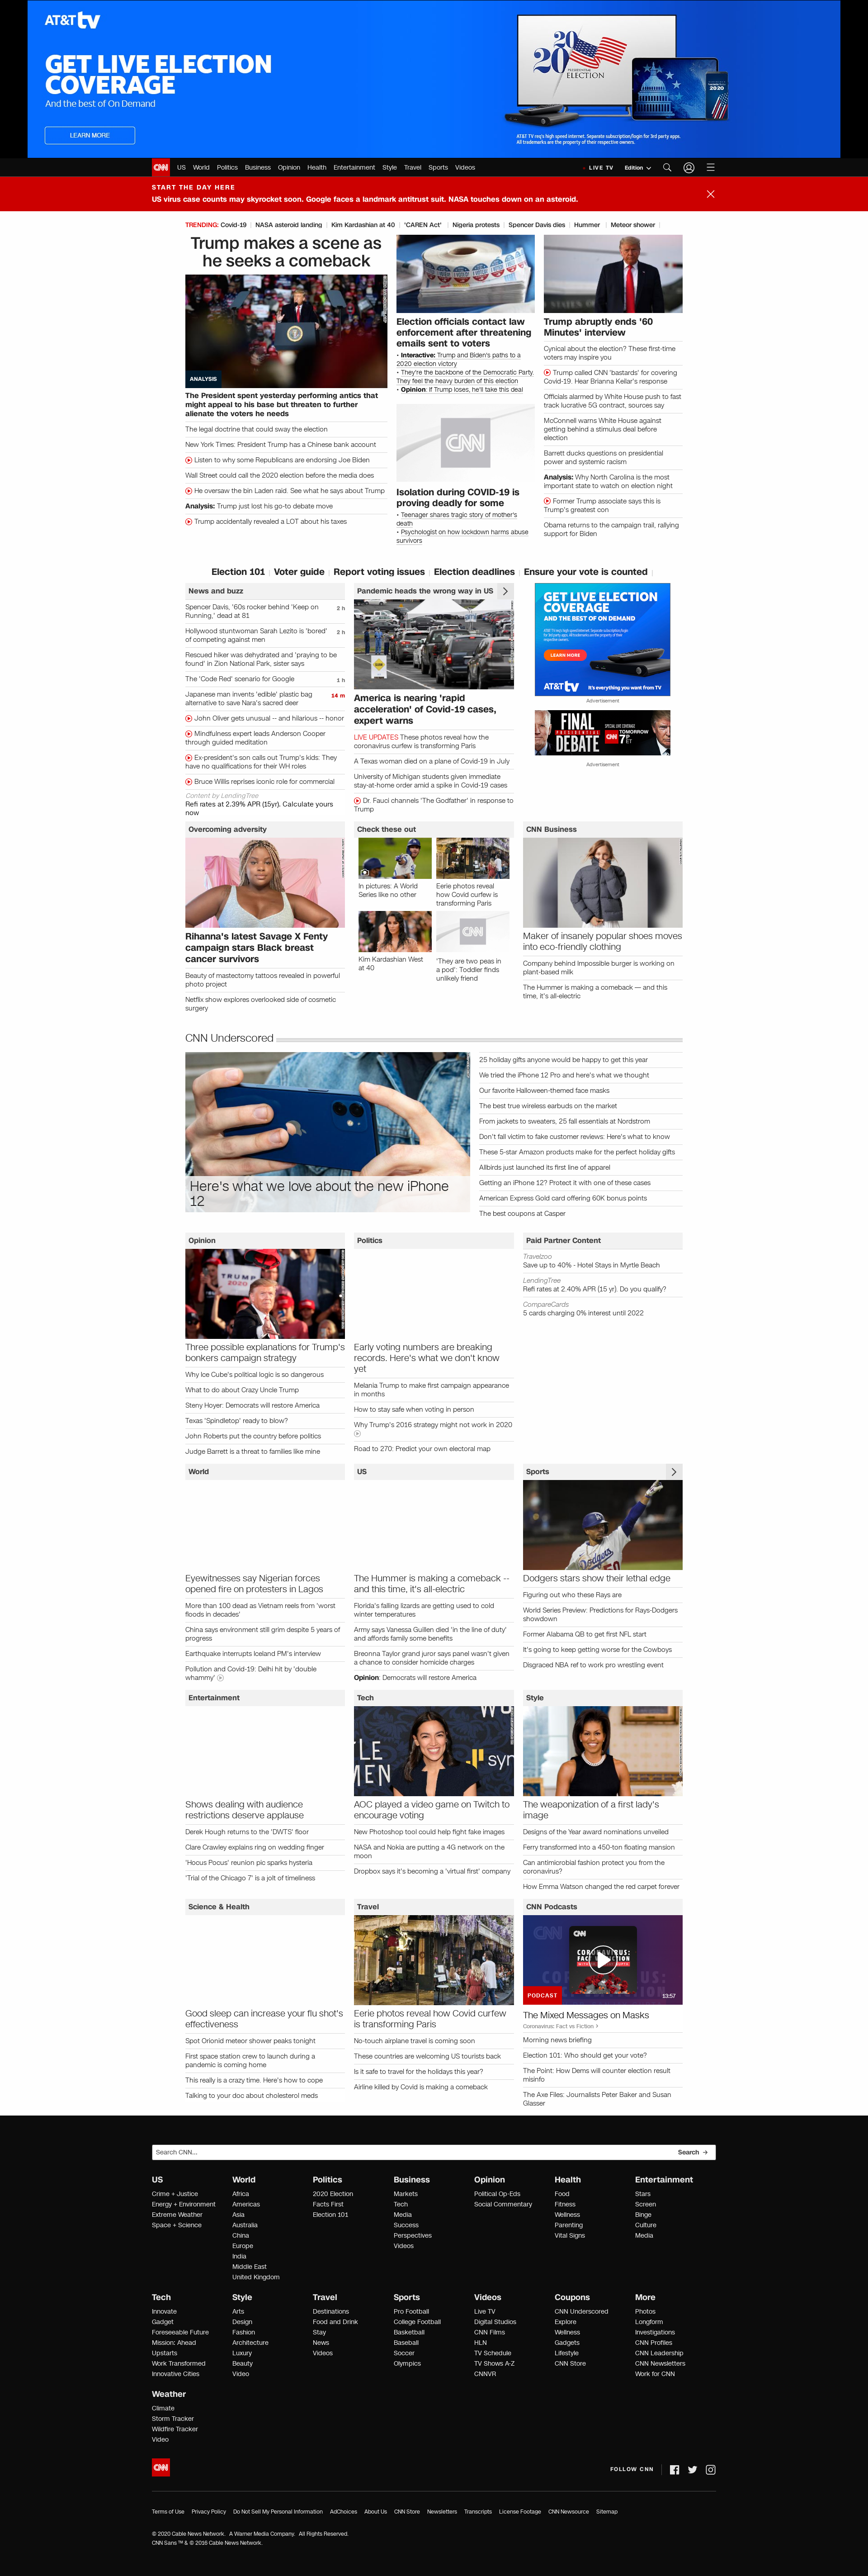 AT&T tv
GET LIVE ELECTION
COVERAGE
And the best of On Demand
LEARN MORE
20 20
ELECTION
AT&T TV req's high speed internet. Separate subscription/login for 3rd party apps.
All trademarks are the property of their respective owners.
CNN US World Politics Business Opinion Health Entertainment Style Travel Sports Videos LIVE TV Edition
START THE DAY HERE
US virus case counts may skyrocket soon. Google faces a landmark antitrust suit. NASA touches down on an asteroid.
TRENDING: Covid-19 | NASA asteroid landing | Kim Kardashian at 40 | 'CAREN Act' | Nigeria protests | Spencer Davis dies | Hummer | Meteor shower |
Trump makes a scene as
he seeks a comeback
ANALYSIS
The President spent yesterday performing antics that
might appeal to his base but threaten to further
alienate the voters he needs
The legal doctrine that could sway the election
New York Times: President Trump has a Chinese bank account
Listen to why some Republicans are endorsing Joe Biden
Wall Street could call the 2020 election before the media does
He oversaw the bin Laden raid. See what he says about Trump
Analysis: Trump just lost his go-to debate move
Trump accidentally revealed a LOT about his taxes
Election officials contact law
enforcement after threatening
emails sent to voters
• Interactive: Trump and Biden's paths to a
2020 election victory
• They're the backbone of the Democratic Party.
They feel the heavy burden of this election
• Opinion: If Trump loses, he'll take this deal
CNN
Isolation during COVID-19 is
proving deadly for some
• Teenager shares tragic story of mother's
death
• Psychologist on how lockdown harms abuse
survivors
Trump abruptly ends '60
Minutes' interview
Cynical about the election? These first-time
voters may inspire you
Trump called CNN 'bastards' for covering
Covid-19. Hear Brianna Keilar's response
Officials alarmed by White House push to fast
track lucrative 5G contract, sources say
McConnell warns White House against
getting behind a stimulus deal before
election
Barrett ducks questions on presidential
power and systemic racism
Analysis: Why North Carolina is the most
important state to watch on election night
Former Trump associate says this is
Trump's greatest con
Obama returns to the campaign trail, rallying
support for Biden
Election 101 | Voter guide | Report voting issues | Election deadlines | Ensure your vote is counted |
News and buzz
Spencer Davis, '60s rocker behind 'Keep on
Running,' dead at 81
2 h
Hollywood stuntwoman Sarah Lezito is 'bored'
of competing against men
2 h
Rescued hiker was dehydrated and 'praying to be
found' in Zion National Park, sister says
The 'Code Red' scenario for Google
1 h
Japanese man invents 'edible' plastic bag
alternative to save Nara's sacred deer
14 m
John Oliver gets unusual -- and hilarious -- honor
Mindfulness expert leads Anderson Cooper
through guided meditation
Ex-president's son calls out Trump's kids: They
have no qualifications for their WH roles
Bruce Willis reprises iconic role for commercial
Content by LendingTree
Refi rates at 2.39% APR (15yr). Calculate yours
now
Pandemic heads the wrong way in US
America is nearing 'rapid
acceleration' of Covid-19 cases,
expert warns
LIVE UPDATES These photos reveal how the
coronavirus curfew is transforming Paris
A Texas woman died on a plane of Covid-19 in July
University of Michigan students given immediate
stay-at-home order amid a spike in Covid-19 cases
Dr. Fauci channels 'The Godfather' in response to
Trump
GET LIVE ELECTION
COVERAGE
AND THE BEST OF ON DEMAND
LEARN MORE
AT&T tv It's everything you want from TV
Advertisement
FINAL
PRESIDENTIAL
DEBATE
SPECIAL LIVE COVERAGE
CNN TOMORROW
7P ET
Advertisement
Overcoming adversity
Rihanna's latest Savage X Fenty
campaign stars Black breast
cancer survivors
Beauty of mastectomy tattoos revealed in powerful
photo project
Netflix show explores overlooked side of cosmetic
surgery
Check these out
In pictures: A World
Series like no other
Eerie photos reveal
how Covid curfew is
transforming Paris
CNN
Kim Kardashian West
at 40
'They are two peas in
a pod': Toddler finds
unlikely friend
CNN Business
Maker of insanely popular shoes moves
into eco-friendly clothing
Company behind Impossible burger is working on
plant-based milk
The Hummer is making a comeback — and this
time, it's all-electric
CNN Underscored
Here's what we love about the new iPhone
12
25 holiday gifts anyone would be happy to get this year
We tried the iPhone 12 Pro and here's what we thought
Our favorite Halloween-themed face masks
The best true wireless earbuds on the market
From jackets to sweaters, 25 fall essentials at Nordstrom
Don't fall victim to fake customer reviews: Here's what to know
These 5-star Amazon products make for the perfect holiday gifts
Allbirds just launched its first line of apparel
Getting an iPhone 12? Protect it with one of these cases
American Express Gold card offering 60K bonus points
The best coupons at Casper
Opinion
TRUMP
2020
Three possible explanations for Trump's
bonkers campaign strategy
Why Ice Cube's political logic is so dangerous
What to do about Crazy Uncle Trump
Steny Hoyer: Democrats will restore America
Texas 'Spindletop' ready to blow?
John Roberts put the country before politics
Judge Barrett is a threat to families like mine
Politics
Early voting numbers are breaking
records. Here's what we don't know
yet
Melania Trump to make first campaign appearance
in months
How to stay safe when voting in person
Why Trump's 2016 strategy might not work in 2020
Road to 270: Predict your own electoral map
Paid Partner Content
Travelzoo
Save up to 40% - Hotel Stays in Myrtle Beach
LendingTree
Refi rates at 2.40% APR (15 yr). Do you qualify?
CompareCards
5 cards charging 0% interest until 2022
World
Eyewitnesses say Nigerian forces
opened fire on protesters in Lagos
More than 100 dead as Vietnam reels from 'worst
floods in decades'
China says environment still grim despite 5 years of
progress
Earthquake interrupts Iceland PM's interview
Pollution and Covid-19: Delhi hit by 'double
whammy'
US
The Hummer is making a comeback --
and this time, it's all-electric
Florida's falling lizards are getting used to cold
winter temperatures
Army says Vanessa Guillen died 'in the line of duty'
and affords family some benefits
Breonna Taylor grand juror says panel wasn't given
a chance to consider homicide charges
Opinion: Democrats will restore America
Sports
Dodgers
50
Dodgers stars show their lethal edge
Figuring out who these Rays are
World Series Preview: Predictions for Rays-Dodgers
showdown
Former Alabama QB to get first NFL start
It's going to keep getting worse for the Cowboys
Disgraced NBA ref to work pro wrestling event
Entertainment
Shows dealing with audience
restrictions deserve applause
Derek Hough returns to the 'DWTS' floor
Clare Crawley explains ring on wedding finger
'Hocus Pocus' reunion pic sparks hysteria
'Trial of the Chicago 7' is a jolt of timeliness
Tech
AOC played a video game on Twitch to
encourage voting
New Photoshop tool could help fight fake images
NASA and Nokia are putting a 4G network on the
moon
Dropbox says it's becoming a 'virtual first' company
Style
The weaponization of a first lady's
image
Designs of the Year award nominations unveiled
Ferry transformed into a 450-ton floating mansion
Can antimicrobial fashion protect you from the
coronavirus?
How Emma Watson changed the red carpet forever
Science & Health
Good sleep can increase your flu shot's
effectiveness
Spot Orionid meteor shower peaks tonight
First space station crew to launch during a
pandemic is coming home
This really is a crazy time. Here's how to cope
Talking to your doc about cholesterol meds
Travel
Eerie photos reveal how Covid curfew
is transforming Paris
No-touch airplane travel is coming soon
These countries are welcoming US tourists back
Is it safe to travel for the holidays this year?
Airline killed by Covid is making a comeback
CNN Podcasts
CNN
CORONAVIRUS:
PODCAST
13:57
The Mixed Messages on Masks
Coronavirus: Fact vs Fiction
Morning news briefing
Election 101: Who should get your vote?
The Point: How Dems will counter election result
misinfo
The Axe Files: Journalists Peter Baker and Susan
Glasser
Search CNN... Search →
US
Crime + Justice
Energy + Environment
Extreme Weather
Space + Science
World
Africa
Americas
Asia
Australia
China
Europe
India
Middle East
United Kingdom
Politics
2020 Election
Facts First
Election 101
Business
Markets
Tech
Media
Success
Perspectives
Videos
Opinion
Political Op-Eds
Social Commentary
Health
Food
Fitness
Wellness
Parenting
Vital Signs
Entertainment
Stars
Screen
Binge
Culture
Media
Tech
Innovate
Gadget
Foreseeable Future
Mission: Ahead
Upstarts
Work Transformed
Innovative Cities
Style
Arts
Design
Fashion
Architecture
Luxury
Beauty
Video
Travel
Destinations
Food and Drink
Stay
News
Videos
Sports
Pro Football
College Football
Basketball
Baseball
Soccer
Olympics
Videos
Live TV
Digital Studios
CNN Films
HLN
TV Schedule
TV Shows A-Z
CNNVR
Coupons
CNN Underscored
Explore
Wellness
Gadgets
Lifestyle
CNN Store
More
Photos
Longform
Investigations
CNN Profiles
CNN Leadership
CNN Newsletters
Work for CNN
Weather
Climate
Storm Tracker
Wildfire Tracker
Video
CNN
FOLLOW CNN
Terms of Use Privacy Policy Do Not Sell My Personal Information AdChoices About Us CNN Store Newsletters Transcripts License Footage CNN Newsource Sitemap
© 2020 Cable News Network. A Warner Media Company. All Rights Reserved.
CNN Sans ™ & © 2016 Cable News Network.